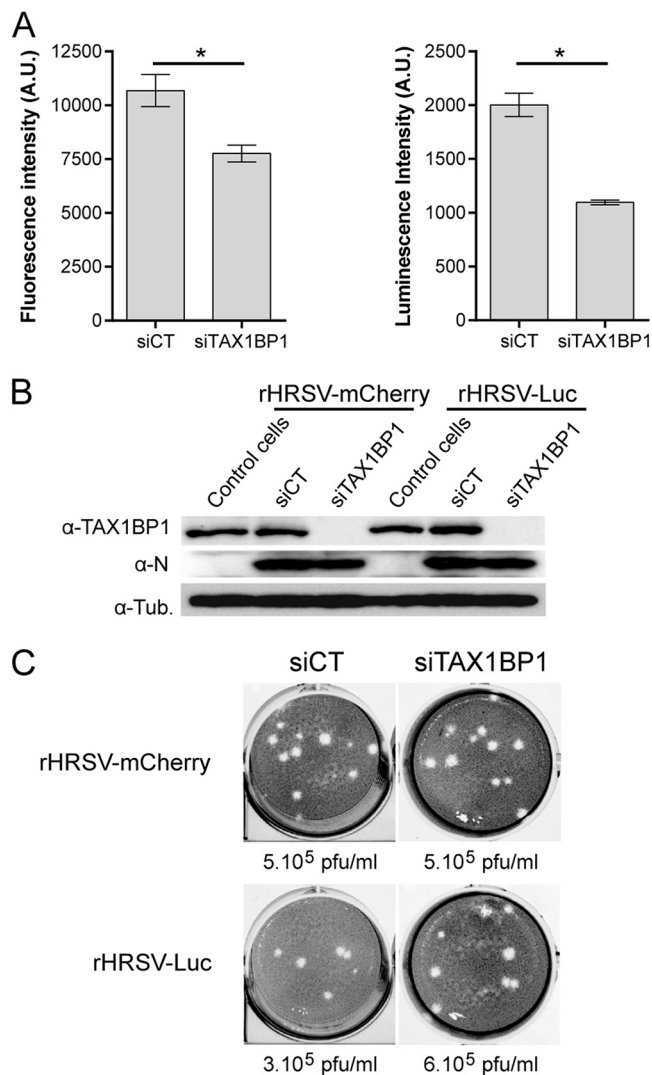 A
Fluorescence intensity (A.U.)
12500
10000
7500
5000
2500
0
*
siCT siTAX1BP1
Luminescence Intensity (A.U.)
2500
2000
1500
1000
500
0
*
siCT siTAX1BP1
B
rHRSV-mCherry rHRSV-Luc
Control cells siCT siTAX1BP1 Control cells siCT siTAX1BP1
α-TAX1BP1
α-N
α-Tub.
C
siCT siTAX1BP1
rHRSV-mCherry
5.10⁵ pfu/ml 5.10⁵ pfu/ml
rHRSV-Luc
3.10⁵ pfu/ml 6.10⁵ pfu/ml